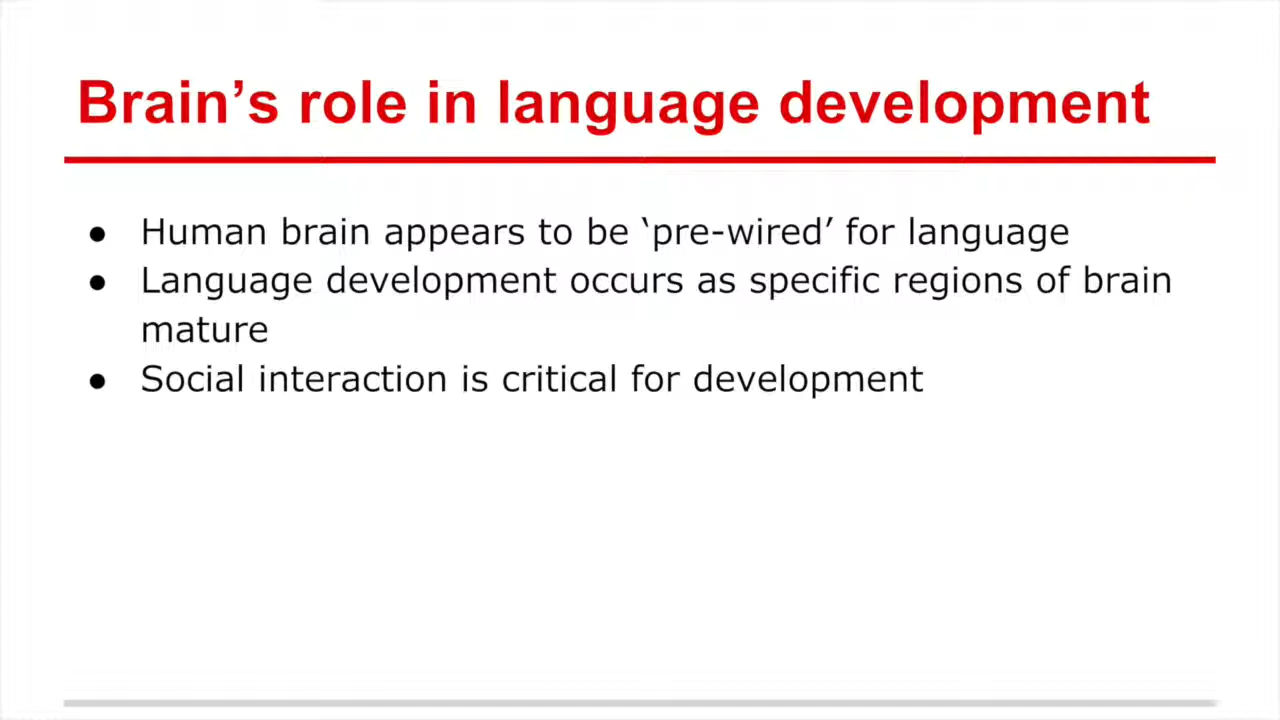 Brain’s role in language development
● Human brain appears to be ‘pre-wired’ for language
● Language development occurs as specific regions of brain
mature
● Social interaction is critical for development